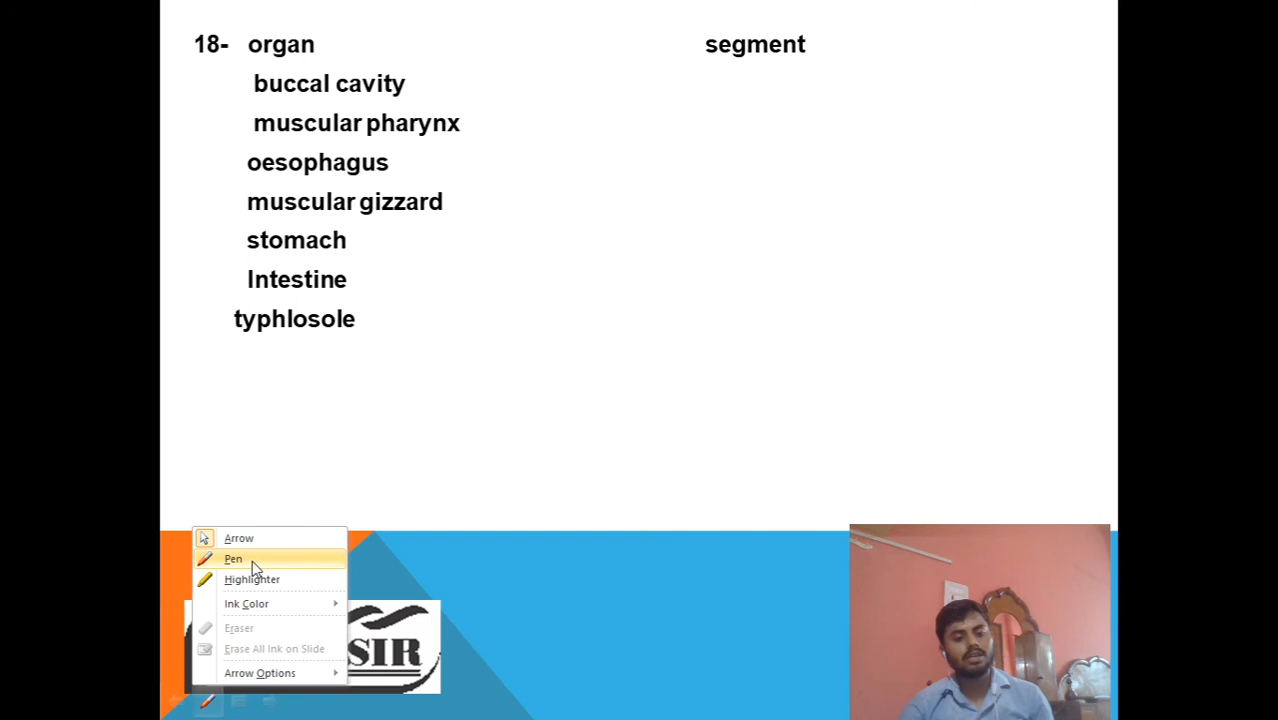 18- organ segment
buccal cavity
muscular pharynx
oesophagus
muscular gizzard
stomach
Intestine
typhlosole
Arrow
Pen
Highlighter
Ink Color
Eraser
Erase All Ink on Slide
Arrow Options
SIR